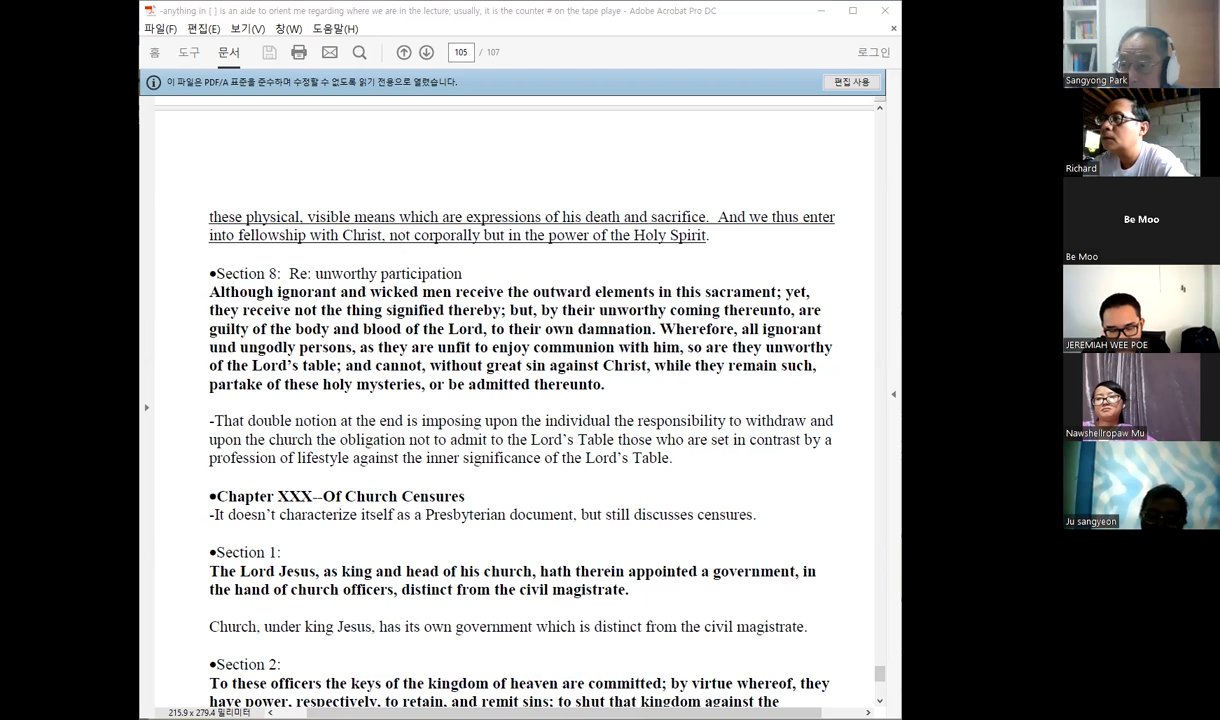 -anything in { } is an aide to orient me regarding where we are in the lecture; usually, it is the counter # on the tape playe - Adobe Acrobat Pro DC
파일(F) 편집(E) 보기(V) 창(W) 도움말(H)
홈 도구 문서 105 / 107 로그인
이 파일은 PDF/A 표준을 준수하며 수정할 수 없도록 읽기 전용으로 열렸습니다. 편집 사용
these physical, visible means which are expressions of his death and sacrifice. And we thus enter
into fellowship with Christ, not corporally but in the power of the Holy Spirit.
•Section 8: Re: unworthy participation
Although ignorant and wicked men receive the outward elements in this sacrament; yet,
they receive not the thing signified thereby; but, by their unworthy coming thereunto, are
guilty of the body and blood of the Lord, to their own damnation. Wherefore, all ignorant
und ungodly persons, as they are unfit to enjoy communion with him, so are they unworthy
of the Lord's table; and cannot, without great sin against Christ, while they remain such,
partake of these holy mysteries, or be admitted thereunto.
-That double notion at the end is imposing upon the individual the responsibility to withdraw and
upon the church the obligation not to admit to the Lord's Table those who are set in contrast by a
profession of lifestyle against the inner significance of the Lord's Table.
•Chapter XXX--Of Church Censures
-It doesn't characterize itself as a Presbyterian document, but still discusses censures.
•Section 1:
The Lord Jesus, as king and head of his church, hath therein appointed a government, in
the hand of church officers, distinct from the civil magistrate.
Church, under king Jesus, has its own government which is distinct from the civil magistrate.
•Section 2:
To these officers the keys of the kingdom of heaven are committed; by virtue whereof, they
have power, respectively, to retain, and remit sins; to shut that kingdom against the
215.9 x 279.4 밀리미터
Sangyong Park
Richard
Be Moo
Be Moo
JEREMIAH WEE POE
Nawshellropaw Mu
Ju sangyeon